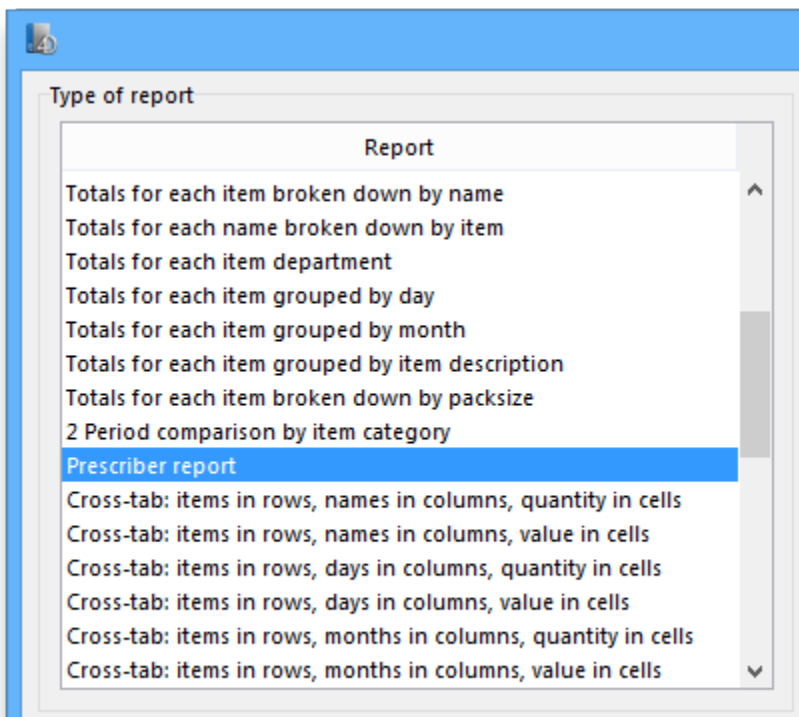 Type of report
Report
Totals for each item broken down by name
Totals for each name broken down by item
Totals for each item department
Totals for each item grouped by day
Totals for each item grouped by month
Totals for each item grouped by item description
Totals for each item broken down by packsize
2 Period comparison by item category
Prescriber report
Cross-tab: items in rows, names in columns, quantity in cells
Cross-tab: items in rows, names in columns, value in cells
Cross-tab: items in rows, days in columns, quantity in cells
Cross-tab: items in rows, days in columns, value in cells
Cross-tab: items in rows, months in columns, quantity in cells
Cross-tab: items in rows, months in columns, value in cells